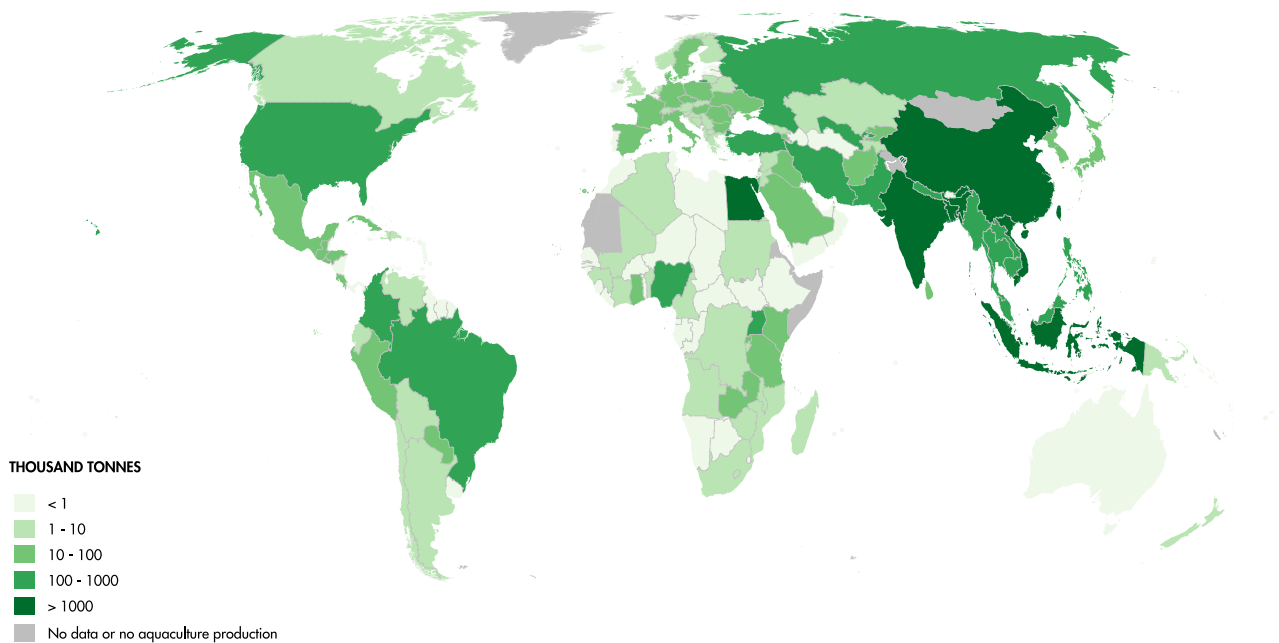 THOUSAND TONNES
< 1
1 - 10
10 - 100
100 - 1000
> 1000
No data or no aquaculture production